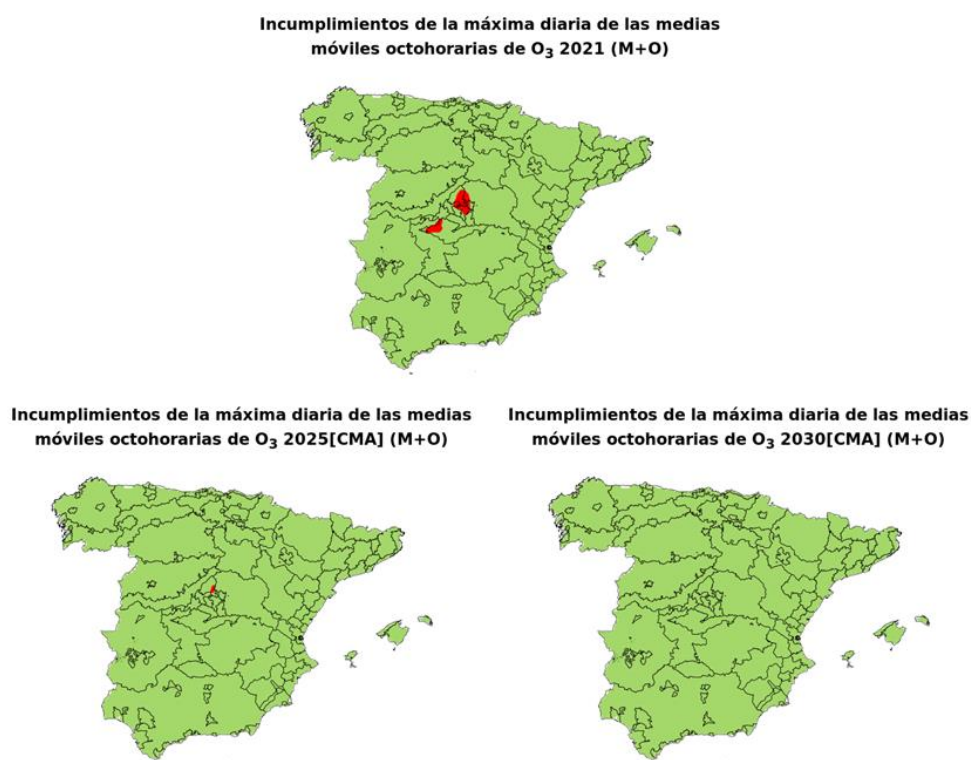 Incumplimientos de la máxima diaria de las medias
móviles octohorarias de O₃ 2021 (M+O)
Incumplimientos de la máxima diaria de las medias
móviles octohorarias de O₃ 2025[CMA] (M+O)
Incumplimientos de la máxima diaria de las medias
móviles octohorarias de O₃ 2030[CMA] (M+O)